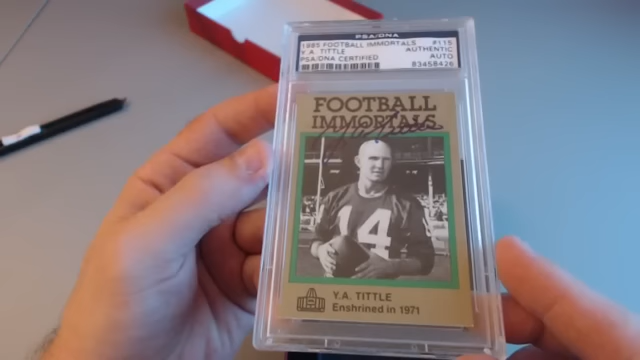 PSA/DNA
1985 FOOTBALL IMMORTALS #115
Y.A. TITTLE AUTHENTIC
AUTO
PSA/DNA CERTIFIED 83458426
FOOTBALL
IMMORTALS
Y.A. Tittle
14
Y.A. TITTLE
Enshrined in 1971